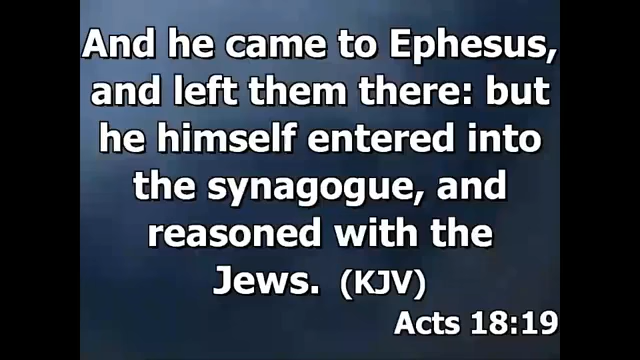 And he came to Ephesus,
and left them there: but
he himself entered into
the synagogue, and
reasoned with the
Jews. (KJV)
Acts 18:19